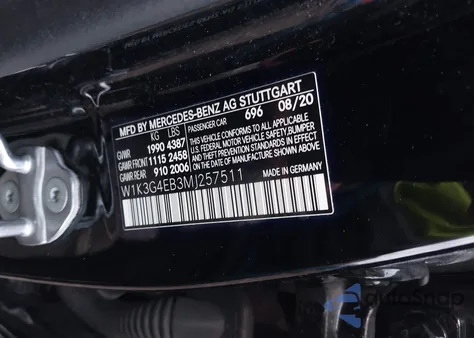 MFD BY MERCEDES-BENZ AG STUTTGART
KG LBS PASSENGER CAR 696 08/20
GVWR 1990 4387 THIS VEHICLE CONFORMS TO ALL APPLICABLE
GAWR FRONT 1115 2458 U.S. FEDERAL MOTOR VEHICLE SAFETY, BUMPER,
GAWR REAR 910 2006 AND THEFT PREVENTION STANDARDS IN EFFECT
ON THE DATE OF MANUFACTURE SHOWN ABOVE.
W1K3G4EB3MJ257511 MADE IN GERMANY
autoSnap